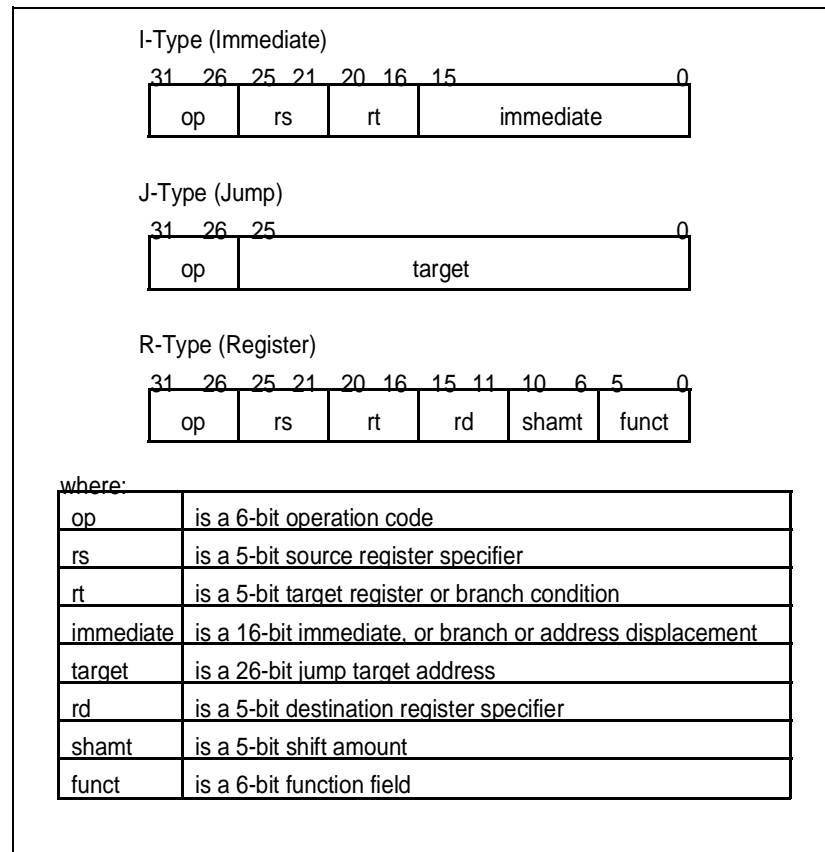 I-Type (Immediate)
31 26 25 21 20 16 15 0
op rs rt immediate
J-Type (Jump)
31 26 25 0
op target
R-Type (Register)
31 26 25 21 20 16 15 11 10 6 5 0
op rs rt rd shamt funct
where:
op is a 6-bit operation code
rs is a 5-bit source register specifier
rt is a 5-bit target register or branch condition
immediate is a 16-bit immediate, or branch or address displacement
target is a 26-bit jump target address
rd is a 5-bit destination register specifier
shamt is a 5-bit shift amount
funct is a 6-bit function field